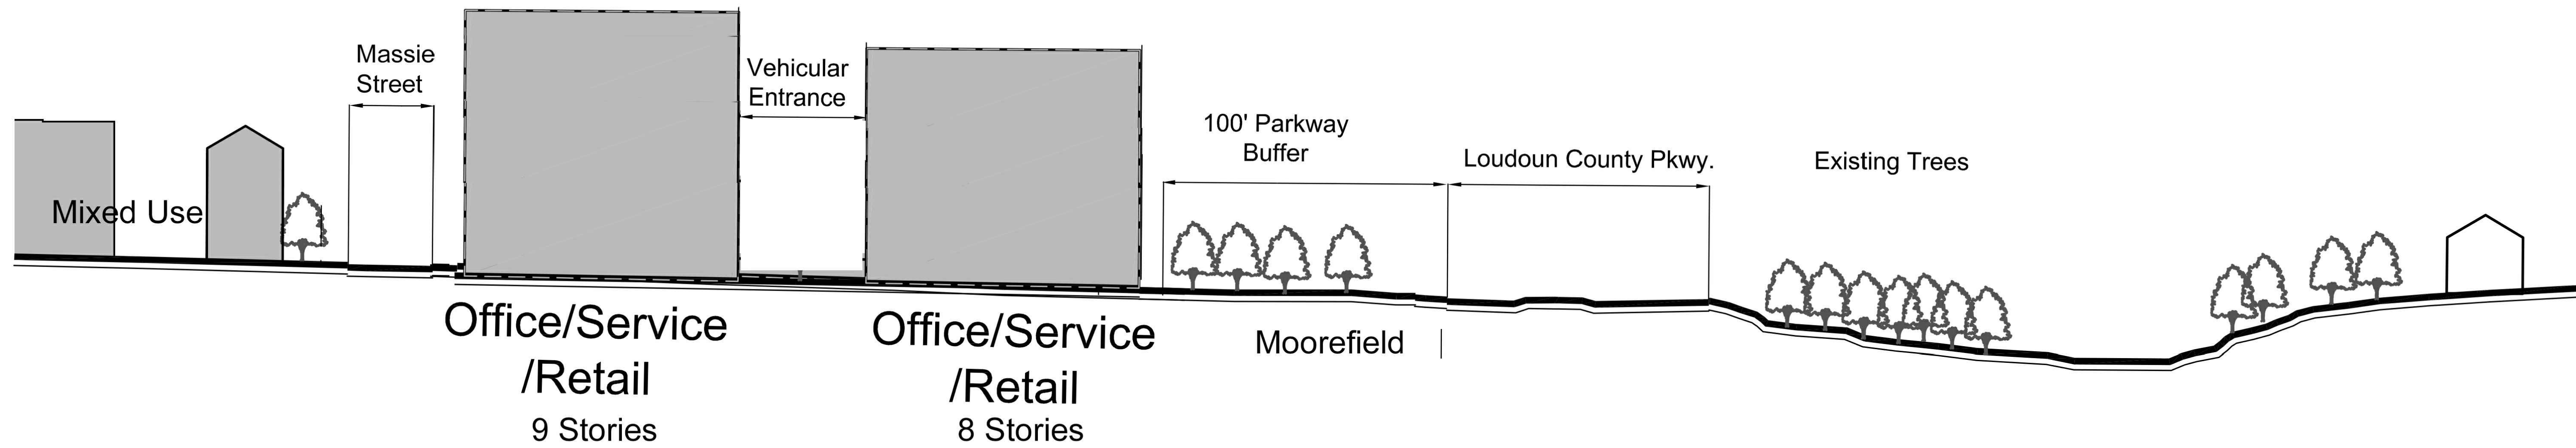 Massie
Street
Vehicular
Entrance
100' Parkway
Buffer
Loudoun County Pkwy.
Existing Trees
Mixed Use
Office/Service
/Retail
9 Stories
Office/Service
/Retail
8 Stories
Moorefield